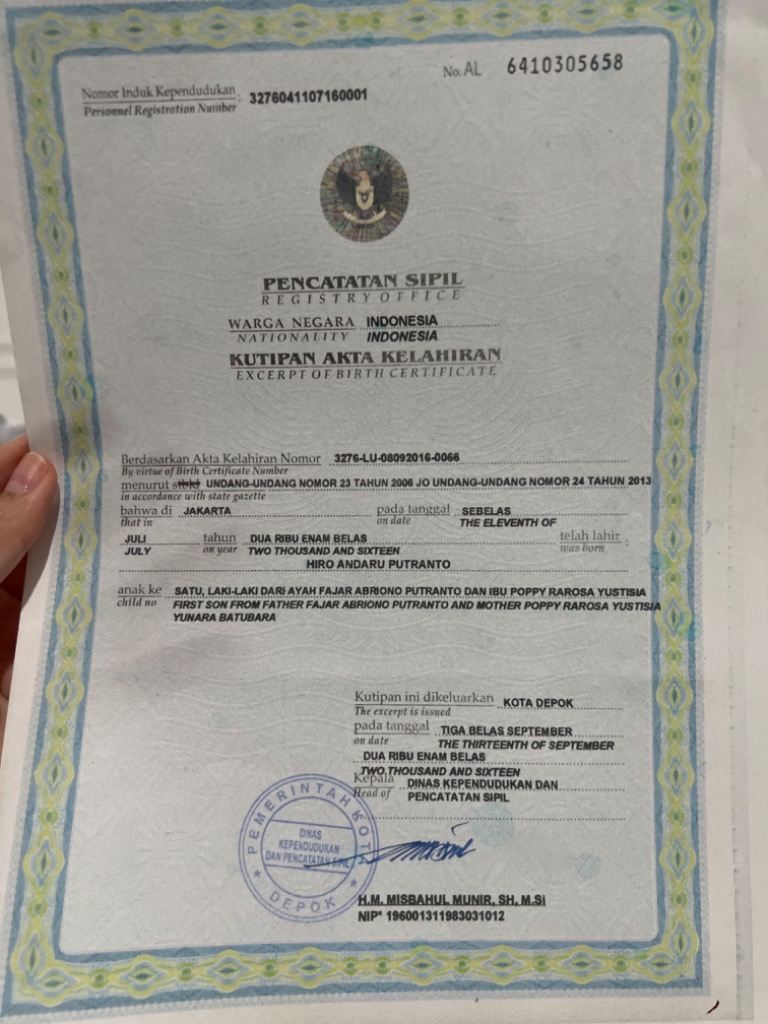 No. AL 6410305658
Nomor Induk Kependudukan : 3276041107160001
Personnel Registration Number
PENCATATAN SIPIL
REGISTRY OFFICE
WARGA NEGARA INDONESIA
NATIONALITY INDONESIA
KUTIPAN AKTA KELAHIRAN
EXCERPT OF BIRTH CERTIFICATE
Berdasarkan Akta Kelahiran Nomor 3276-LU-08092016-0066
By virtue of Birth Certificate Number
menurut stbld UNDANG-UNDANG NOMOR 23 TAHUN 2006 JO UNDANG-UNDANG NOMOR 24 TAHUN 2013
in accordance with state gazette
bahwa di JAKARTA pada tanggal SEBELAS
that in on date THE ELEVENTH OF
JULI tahun DUA RIBU ENAM BELAS telah lahir :
JULY on year TWO THOUSAND AND SIXTEEN was born
HIRO ANDARU PUTRANTO
anak ke SATU, LAKI-LAKI DARI AYAH FAJAR ABRIONO PUTRANTO DAN IBU POPPY RAROSA YUSTISIA
child no FIRST SON FROM FATHER FAJAR ABRIONO PUTRANTO AND MOTHER POPPY RAROSA YUSTISIA
YUNARA BATUBARA
Kutipan ini dikeluarkan KOTA DEPOK
The excerpt is issued
pada tanggal TIGA BELAS SEPTEMBER
on date THE THIRTEENTH OF SEPTEMBER
DUA RIBU ENAM BELAS
TWO THOUSAND AND SIXTEEN
Kepala DINAS KEPENDUDUKAN DAN
Head of PENCATATAN SIPIL
PEMERINTAH KOTA
DINAS
KEPENDUDUKAN
DAN PENCATATAN SIPIL
DEPOK
H.M. MISBAHUL MUNIR, SH, M.Si
NIP* 196001311983031012